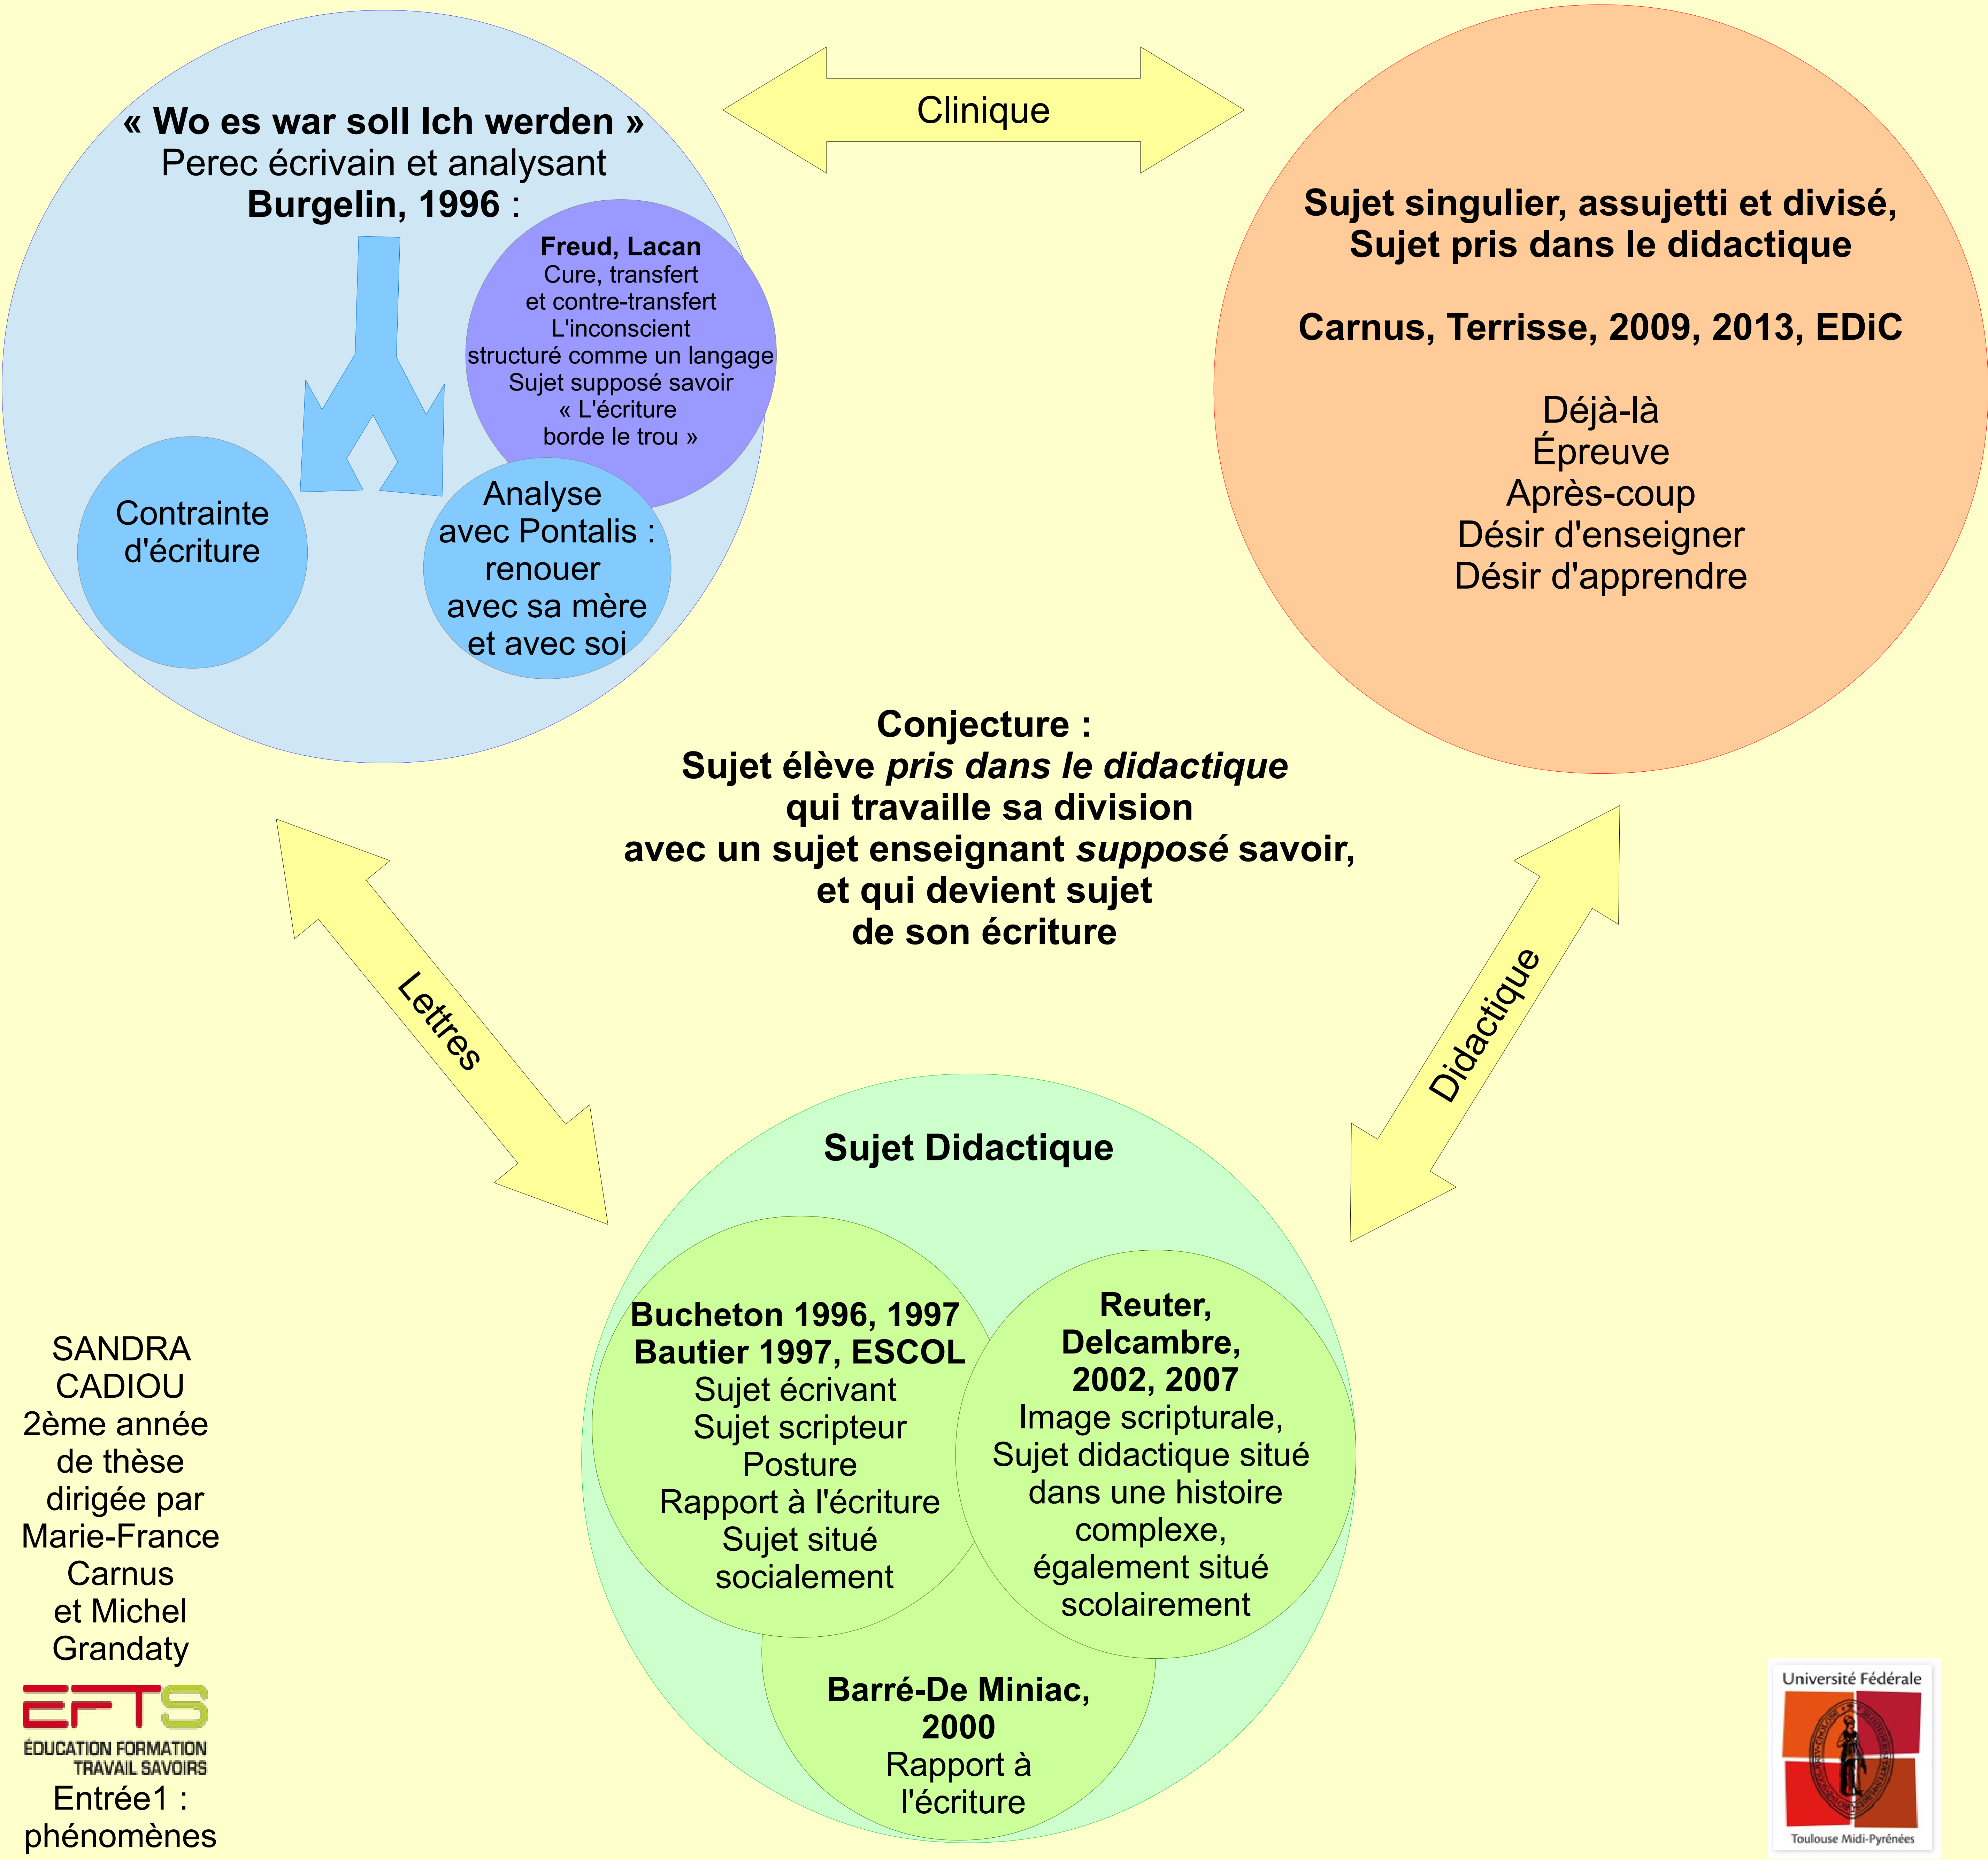 « Wo es war soll Ich werden »
Perec écrivain et analysant
Burgelin, 1996 :
Freud, Lacan
Cure, transfert
et contre-transfert
L'inconscient
structuré comme un langage
Sujet supposé savoir
« L'écriture
borde le trou »
Contrainte
d'écriture
Analyse
avec Pontalis :
renouer
avec sa mère
et avec soi
Clinique
Sujet singulier, assujetti et divisé,
Sujet pris dans le didactique
Carnus, Terrisse, 2009, 2013, EDiC
Déjà-là
Épreuve
Après-coup
Désir d'enseigner
Désir d'apprendre
Conjecture :
Sujet élève pris dans le didactique
qui travaille sa division
avec un sujet enseignant supposé savoir,
et qui devient sujet
de son écriture
Lettres
Didactique
Sujet Didactique
Bucheton 1996, 1997
Bautier 1997, ESCOL
Sujet écrivant
Sujet scripteur
Posture
Rapport à l'écriture
Sujet situé
socialement
Reuter,
Delcambre,
2002, 2007
Image scripturale,
Sujet didactique situé
dans une histoire
complexe,
également situé
scolairement
Barré-De Miniac,
2000
Rapport à
l'écriture
SANDRA
CADIOU
2ème année
de thèse
dirigée par
Marie-France
Carnus
et Michel
Grandaty
EFTS
ÉDUCATION FORMATION
TRAVAIL SAVOIRS
Entrée1 :
phénomènes
Université Fédérale
Toulouse Midi-Pyrénées